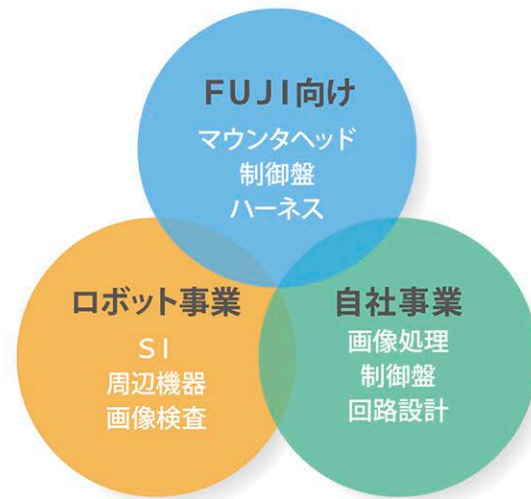 FUJI向け
マウンタヘッド
制御盤
ハーネス
ロボット事業
SI
周辺機器
画像検査
自社事業
画像処理
制御盤
回路設計